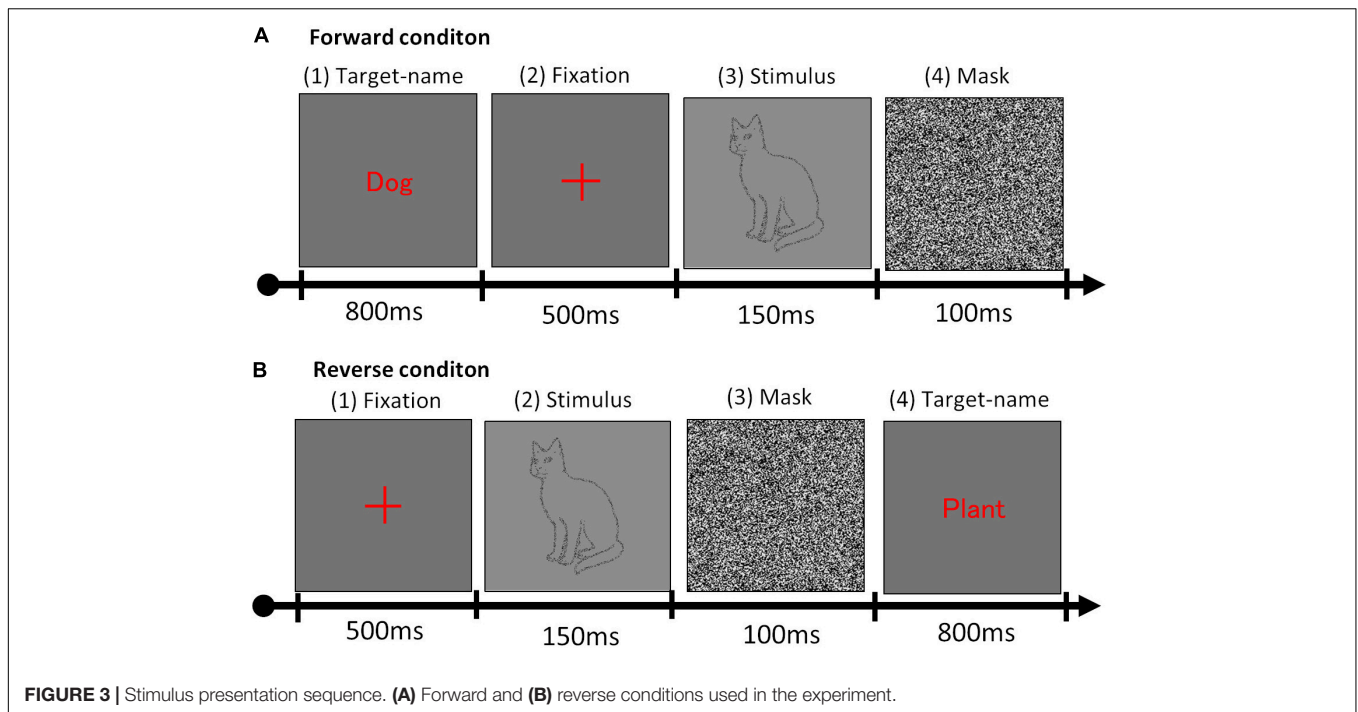 A Forward conditon
(1) Target-name (2) Fixation (3) Stimulus (4) Mask
Dog
800ms 500ms 150ms 100ms
B Reverse conditon
(1) Fixation (2) Stimulus (3) Mask (4) Target-name
Plant
500ms 150ms 100ms 800ms
FIGURE 3 | Stimulus presentation sequence. (A) Forward and (B) reverse conditions used in the experiment.